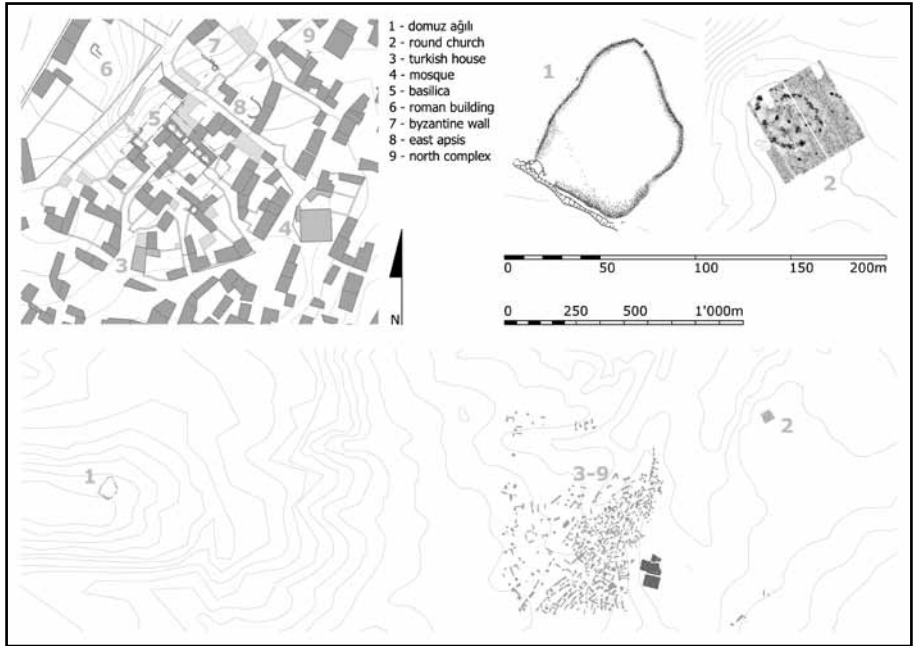 1 - domuz ağılı
2 - round church
3 - turkish house
4 - mosque
5 - basilica
6 - roman building
7 - byzantine wall
8 - east apsis
9 - north complex
6
7
9
8
5
4
3
N
1
2
0 50 100 150 200m
0 250 500 1'000m
1
3-9
2